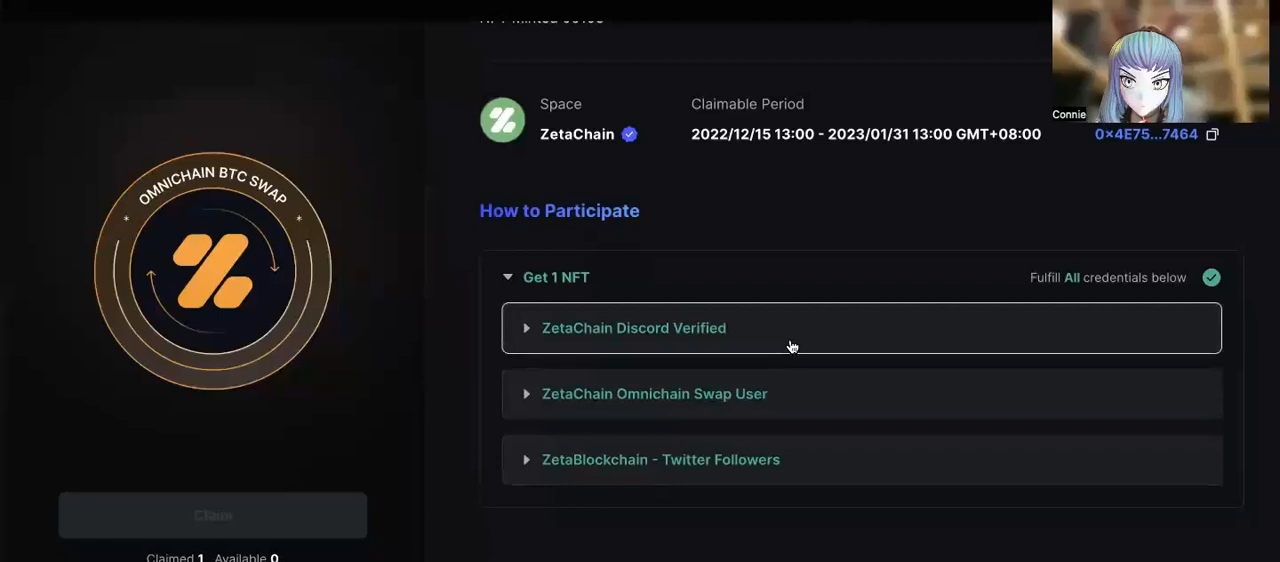 Space
Claimable Period
ZetaChain
2022/12/15 13:00 - 2023/01/31 13:00 GMT+08:00
Connie
0x4E75...7464
OMNICHAIN BTC SWAP
How to Participate
Get 1 NFT
Fulfill All credentials below
ZetaChain Discord Verified
ZetaChain Omnichain Swap User
ZetaBlockchain - Twitter Followers
Claim
Claimed 1 Available 0